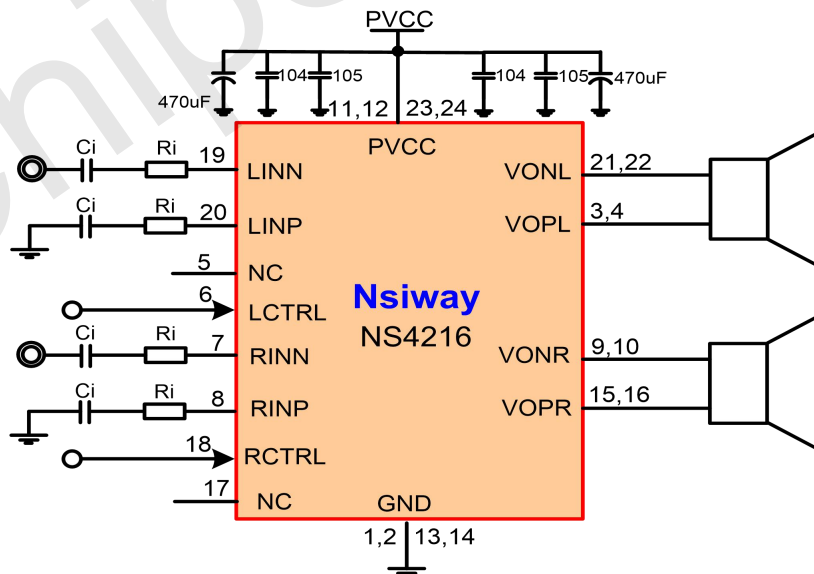 PVCC
470uF
104
105
104
105
470uF
11,12
23,24
PVCC
Ci
Ri
19
LINN
VONL
21,22
Ci
Ri
20
LINP
VOPL
3,4
5
NC
6
LCTRL
Nsiway
NS4216
Ci
Ri
7
RINN
VONR
9,10
Ci
Ri
8
RINP
VOPR
15,16
18
RCTRL
17
NC
GND
1,2
13,14